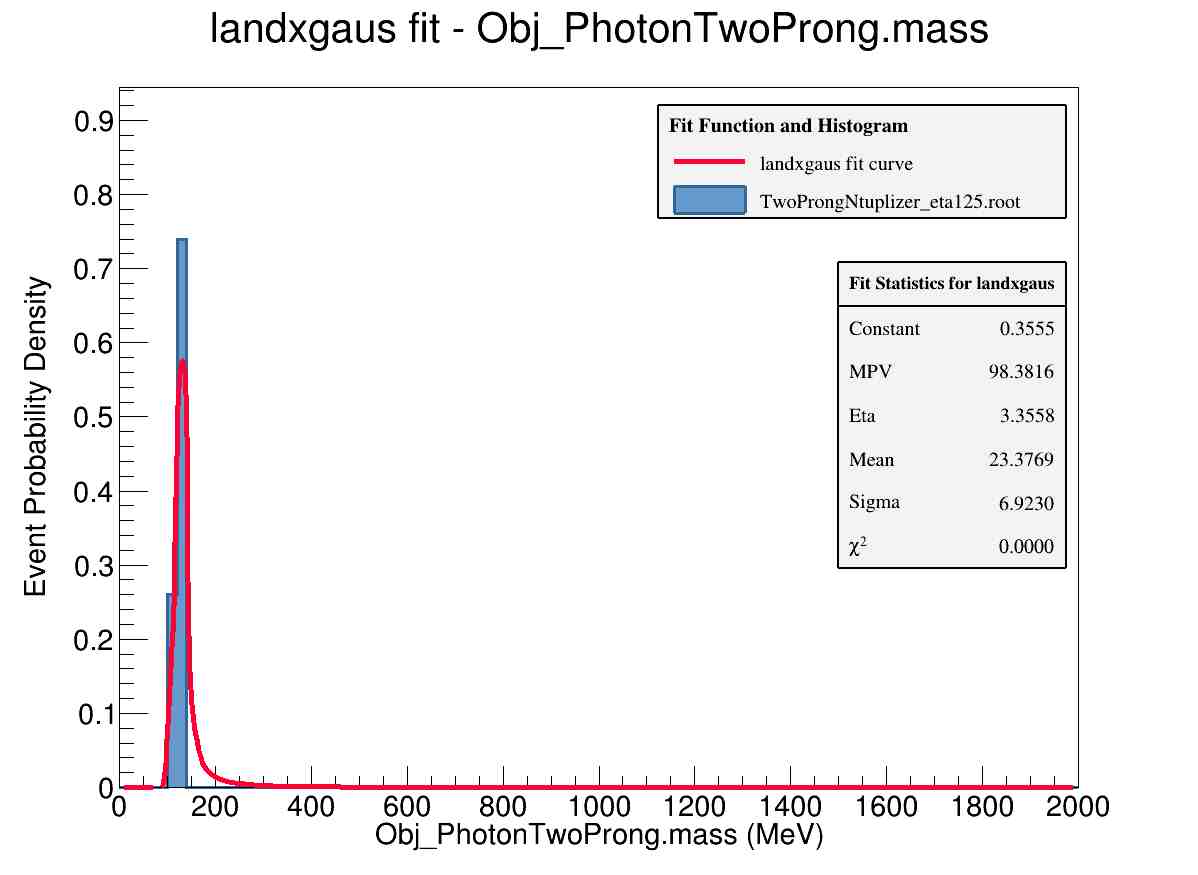 landxgaus fit - Obj_PhotonTwoProng.mass
Fit Function and Histogram
landxgaus fit curve
TwoProngNtuplizer_eta125.root
Fit Statistics for landxgaus
Constant 0.3555
MPV 98.3816
Eta 3.3558
Mean 23.3769
Sigma 6.9230
χ² 0.0000
Event Probability Density
0.9
0.8
0.7
0.6
0.5
0.4
0.3
0.2
0.1
0
0 200 400 600 800 1000 1200 1400 1600 1800 2000
Obj_PhotonTwoProng.mass (MeV)